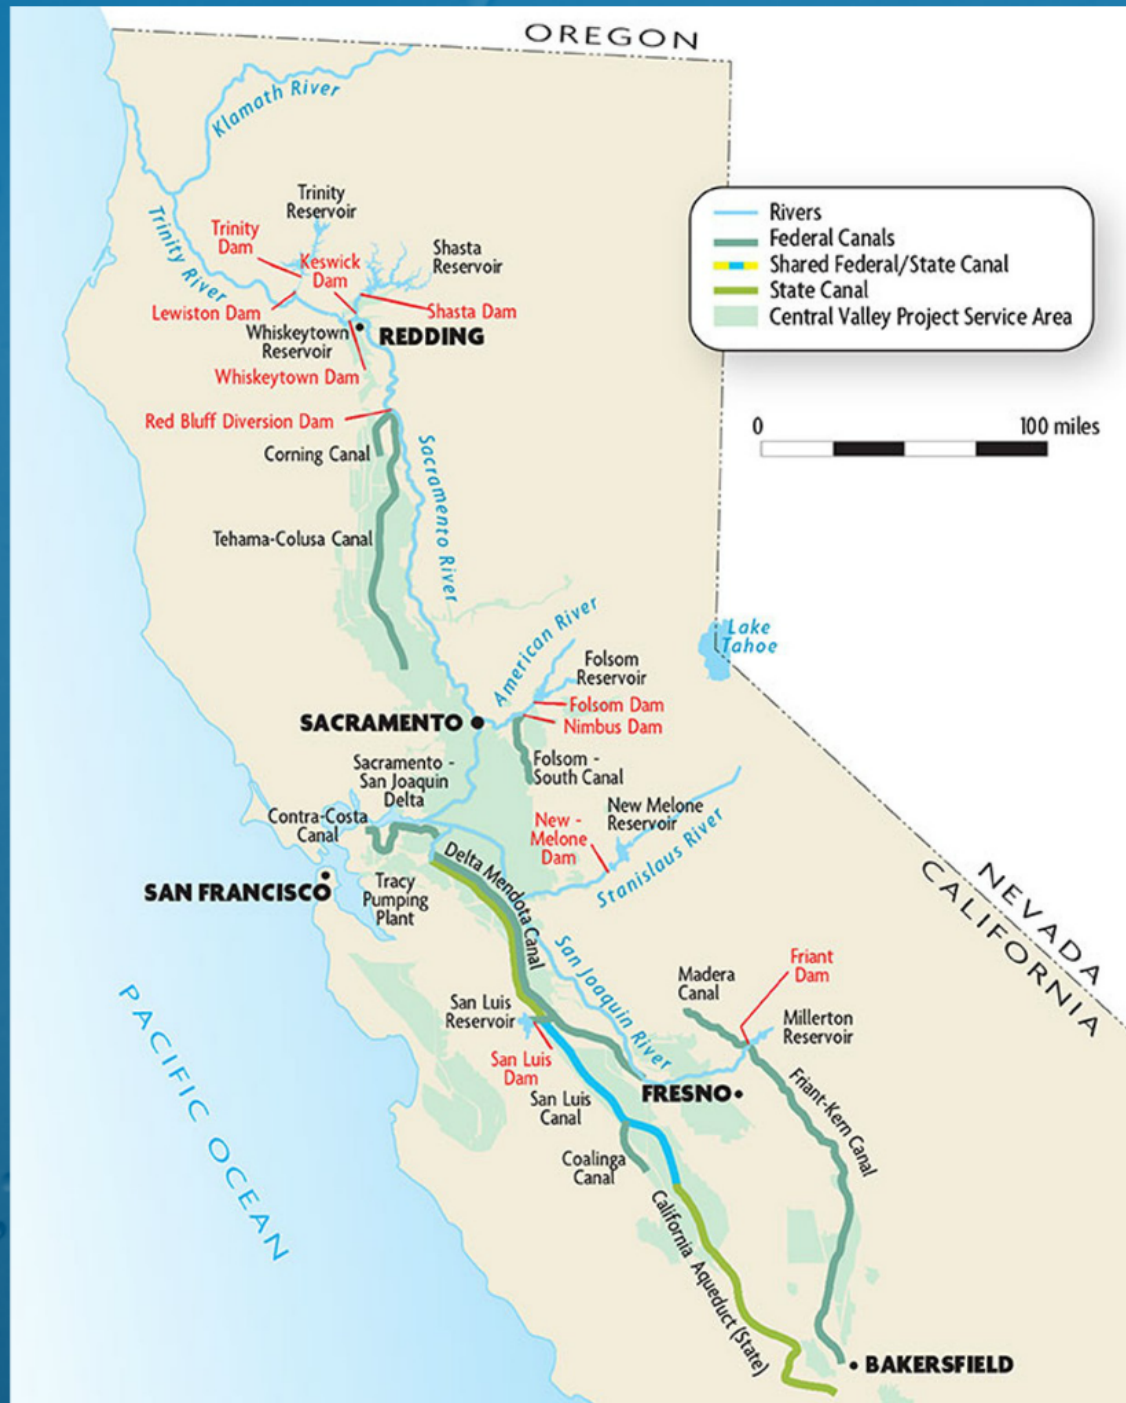 OREGON
Klamath River
Trinity
Reservoir
Trinity
Dam
Trinity River
Keswick
Dam
Shasta
Reservoir
Lewiston Dam
Shasta Dam
Whiskeytown
Reservoir
REDDING
Whiskeytown Dam
Red Bluff Diversion Dam
Corning Canal
Sacramento River
Tehama-Colusa Canal
Rivers
Federal Canals
Shared Federal/State Canal
State Canal
Central Valley Project Service Area
0
100 miles
American River
Lake
Tahoe
Folsom
Reservoir
Folsom Dam
Nimbus Dam
SACRAMENTO
Folsom -
South Canal
Sacramento -
San Joaquin
Delta
Contra-Costa
Canal
New Melone
Reservoir
New -
Melone
Dam
Stanislaus River
SAN FRANCISCO
Tracy
Pumping
Plant
Delta Mendota Canal
NEVADA
CALIFORNIA
San Joaquin River
Madera
Canal
Friant
Dam
Millerton
Reservoir
San Luis
Reservoir
San Luis
Dam
San Luis
Canal
FRESNO
Friant-Kern Canal
PACIFIC OCEAN
Coalinga
Canal
California Aqueduct (State)
BAKERSFIELD